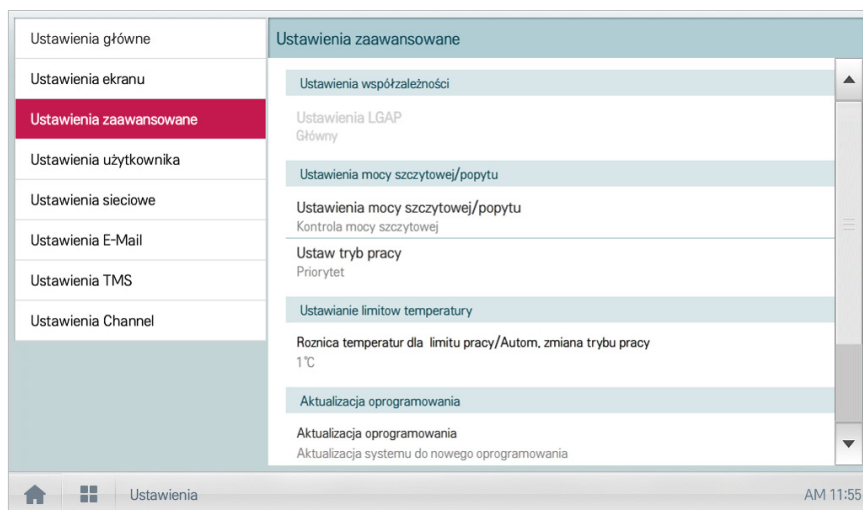 Ustawienia główne
Ustawienia ekranu
Ustawienia zaawansowane
Ustawienia użytkownika
Ustawienia sieciowe
Ustawienia E-Mail
Ustawienia TMS
Ustawienia Channel
Ustawienia zaawansowane
Ustawienia współzależności
Ustawienia LGAP
Główny
Ustawienia mocy szczytowej/popytu
Ustawienia mocy szczytowej/popytu
Kontrola mocy szczytowej
Ustaw tryb pracy
Priorytet
Ustawianie limitow temperatury
Roznica temperatur dla limitu pracy/Autom. zmiana trybu pracy
1℃
Aktualizacja oprogramowania
Aktualizacja oprogramowania
Aktualizacja systemu do nowego oprogramowania
Ustawienia
AM 11:55